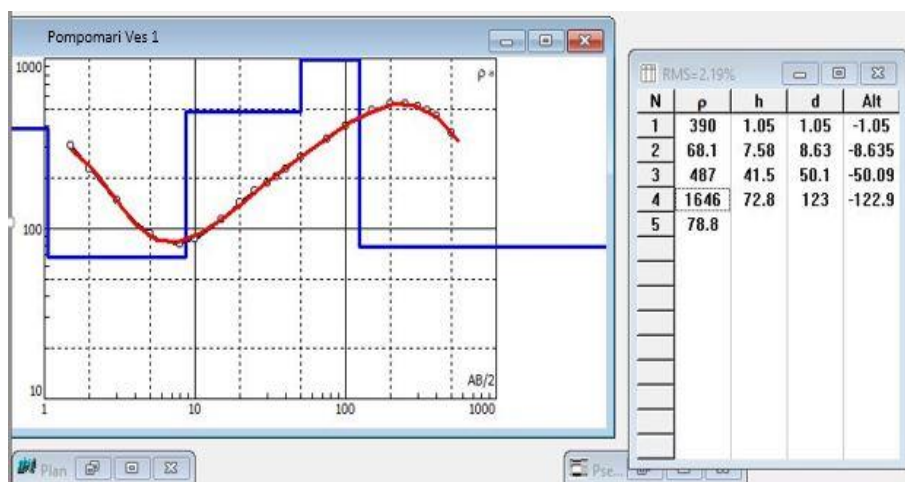 Pompomari Ves 1
1000
ρa
100
10
AB/2
1
10
100
1000
RMS=2.19%
N ρ h d Alt
1 390 1.05 1.05 -1.05
2 68.1 7.58 8.63 -8.635
3 487 41.5 50.1 -50.09
4 1646 72.8 123 -122.9
5 78.8
Plan
Pse...